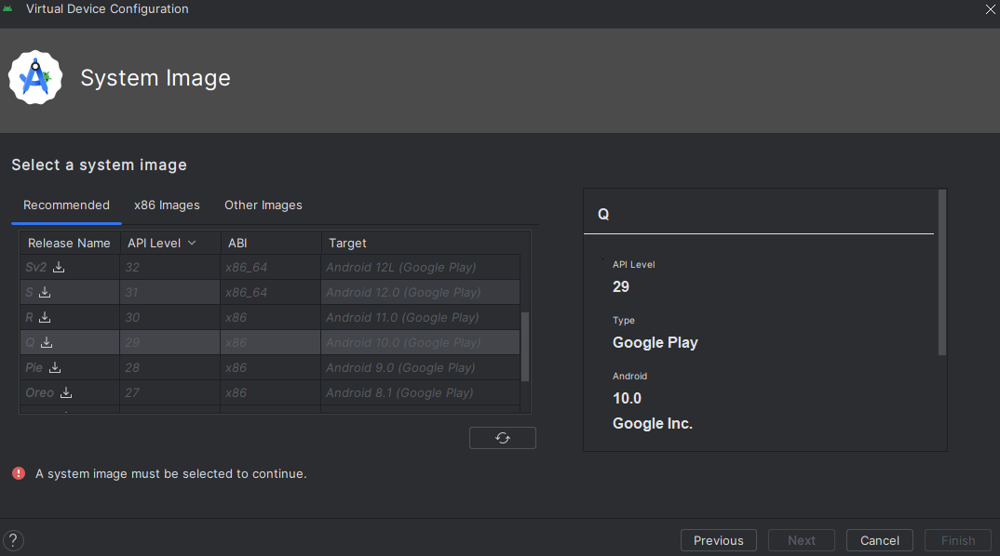 Virtual Device Configuration
System Image
Select a system image
Recommended x86 Images Other Images
Release Name API Level ABI Target
Sv2 32 x86_64 Android 12L (Google Play)
S 31 x86_64 Android 12.0 (Google Play)
R 30 x86 Android 11.0 (Google Play)
Q 29 x86 Android 10.0 (Google Play)
Pie 28 x86 Android 9.0 (Google Play)
Oreo 27 x86 Android 8.1 (Google Play)
A system image must be selected to continue.
Q
API Level
29
Type
Google Play
Android
10.0
Google Inc.
? Previous Next Cancel Finish